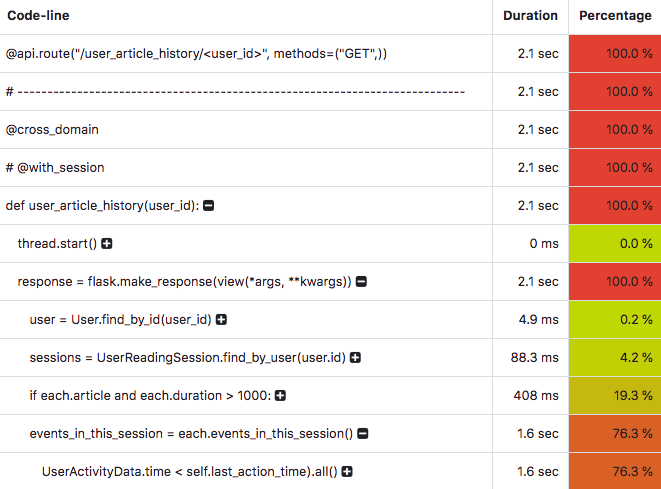 Code-line Duration Percentage
@api.route("/user_article_history/<user_id>", methods=("GET",)) 2.1 sec 100.0 %
# --------------------------------------------------------------------------- 2.1 sec 100.0 %
@cross_domain 2.1 sec 100.0 %
# @with_session 2.1 sec 100.0 %
def user_article_history(user_id): 2.1 sec 100.0 %
thread.start() 0 ms 0.0 %
response = flask.make_response(view(*args, **kwargs)) 2.1 sec 100.0 %
user = User.find_by_id(user_id) 4.9 ms 0.2 %
sessions = UserReadingSession.find_by_user(user.id) 88.3 ms 4.2 %
if each.article and each.duration > 1000: 408 ms 19.3 %
events_in_this_session = each.events_in_this_session() 1.6 sec 76.3 %
UserActivityData.time < self.last_action_time).all() 1.6 sec 76.3 %